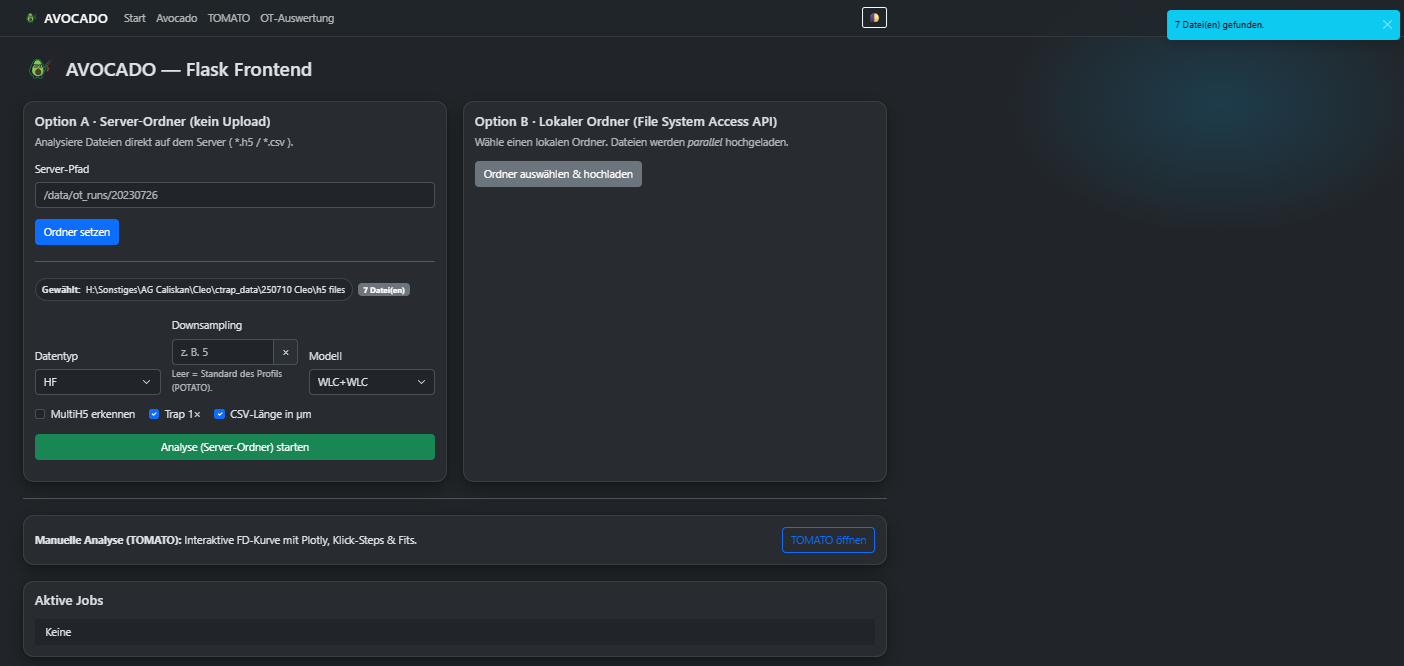 AVOCADO Start Avocado TOMATO OT-Auswertung
7 Datei(en) gefunden.
AVOCADO — Flask Frontend
Option A · Server-Ordner (kein Upload)
Analysiere Dateien direkt auf dem Server ( *.h5 / *.csv ).
Server-Pfad
/data/ot_runs/20230726
Ordner setzen
Gewählt: H:\Sonstiges\AG Caliskan\Cleo\ctrap_data\250710 Cleo\h5 files 7 Datei(en)
Datentyp
HF
Downsampling
z. B. 5 ×
Leer = Standard des Profils
(POTATO).
Modell
WLC+WLC
MultiH5 erkennen Trap 1× CSV-Länge in µm
Analyse (Server-Ordner) starten
Option B · Lokaler Ordner (File System Access API)
Wähle einen lokalen Ordner. Dateien werden parallel hochgeladen.
Ordner auswählen & hochladen
Manuelle Analyse (TOMATO): Interaktive FD-Kurve mit Plotly, Klick-Steps & Fits.
TOMATO öffnen
Aktive Jobs
Keine